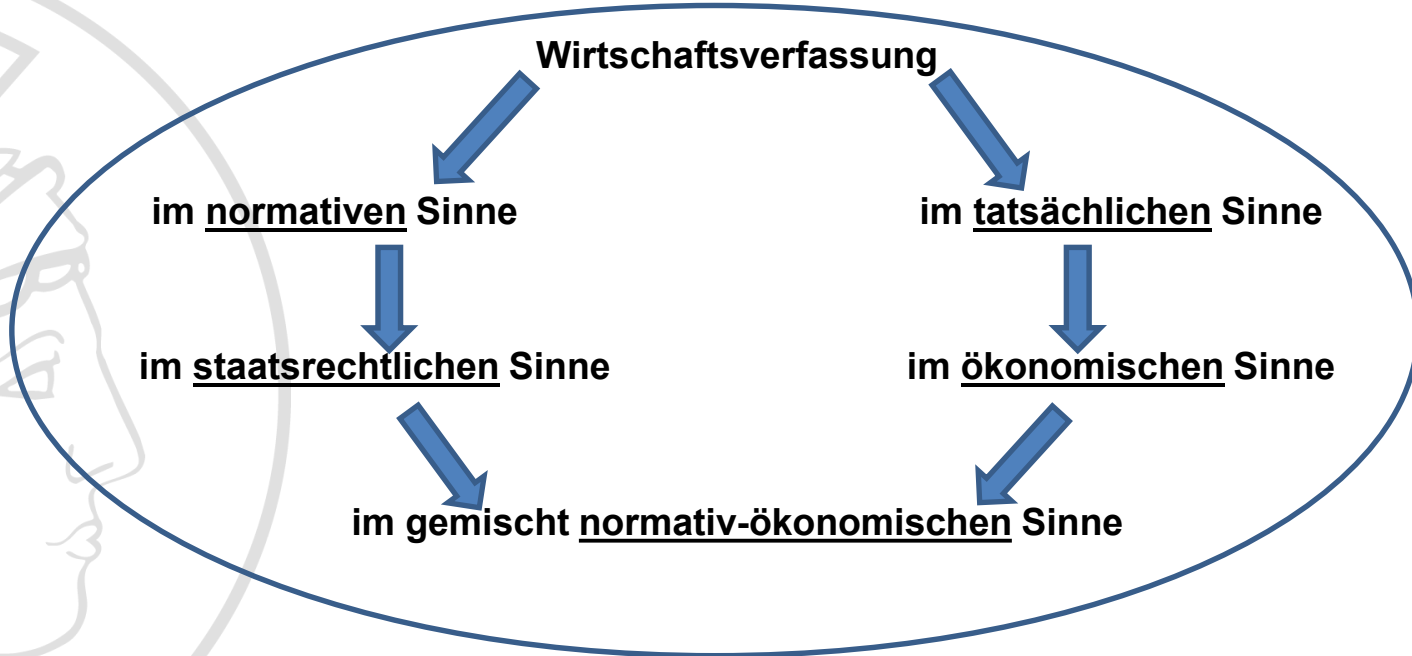 Wirtschaftsverfassung
im normativen Sinne
im tatsächlichen Sinne
im staatsrechtlichen Sinne
im ökonomischen Sinne
im gemischt normativ-ökonomischen Sinne